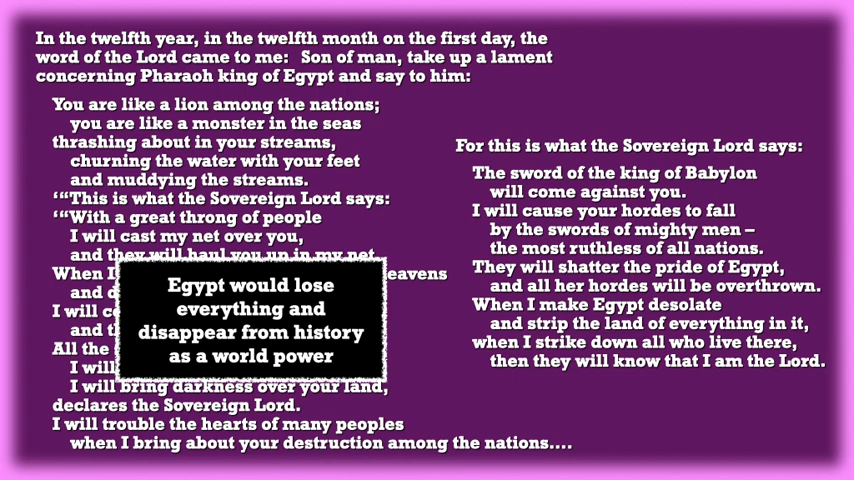 In the twelfth year, in the twelfth month on the first day, the
word of the Lord came to me:   Son of man, take up a lament
concerning Pharaoh king of Egypt and say to him:
You are like a lion among the nations;
you are like a monster in the seas
thrashing about in your streams,
churning the water with your feet
and muddying the streams.
‘“This is what the Sovereign Lord says:
‘“With a great throng of people
I will cast my net over you,
and they will haul you up in my net.
When I
eavens
and
I will
and
All the
I will
I will bring darkness over your land,
declares the Sovereign Lord.
I will trouble the hearts of many peoples
when I bring about your destruction among the nations....
Egypt would lose
everything and
disappear from history
as a world power
For this is what the Sovereign Lord says:
The sword of the king of Babylon
will come against you.
I will cause your hordes to fall
by the swords of mighty men –
the most ruthless of all nations.
They will shatter the pride of Egypt,
and all her hordes will be overthrown.
When I make Egypt desolate
and strip the land of everything in it,
when I strike down all who live there,
then they will know that I am the Lord.